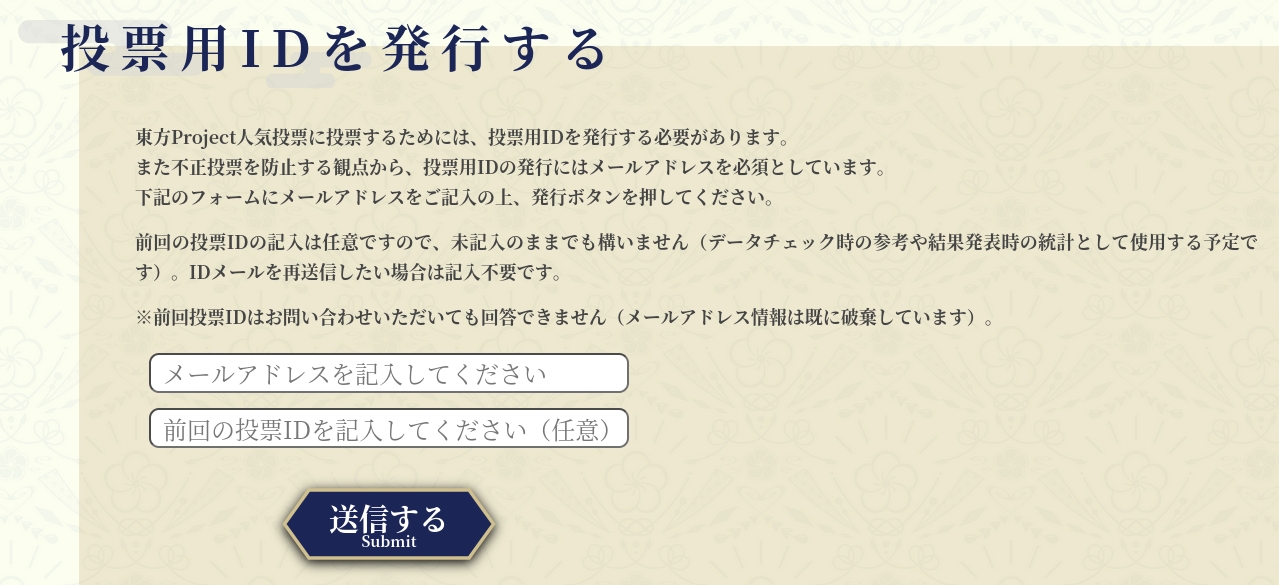 投票用IDを発行する
東方Project人気投票に投票するためには、投票用IDを発行する必要があります。
また不正投票を防止する観点から、投票用IDの発行にはメールアドレスを必須としています。
下記のフォームにメールアドレスをご記入の上、発行ボタンを押してください。
前回の投票IDの記入は任意ですので、未記入のままでも構いません（データチェック時の参考や結果発表時の統計として使用する予定で
す）。IDメールを再送信したい場合は記入不要です。
※前回投票IDはお問い合わせいただいても回答できません（メールアドレス情報は既に破棄しています）。
メールアドレスを記入してください
前回の投票IDを記入してください（任意）
送信する
Submit